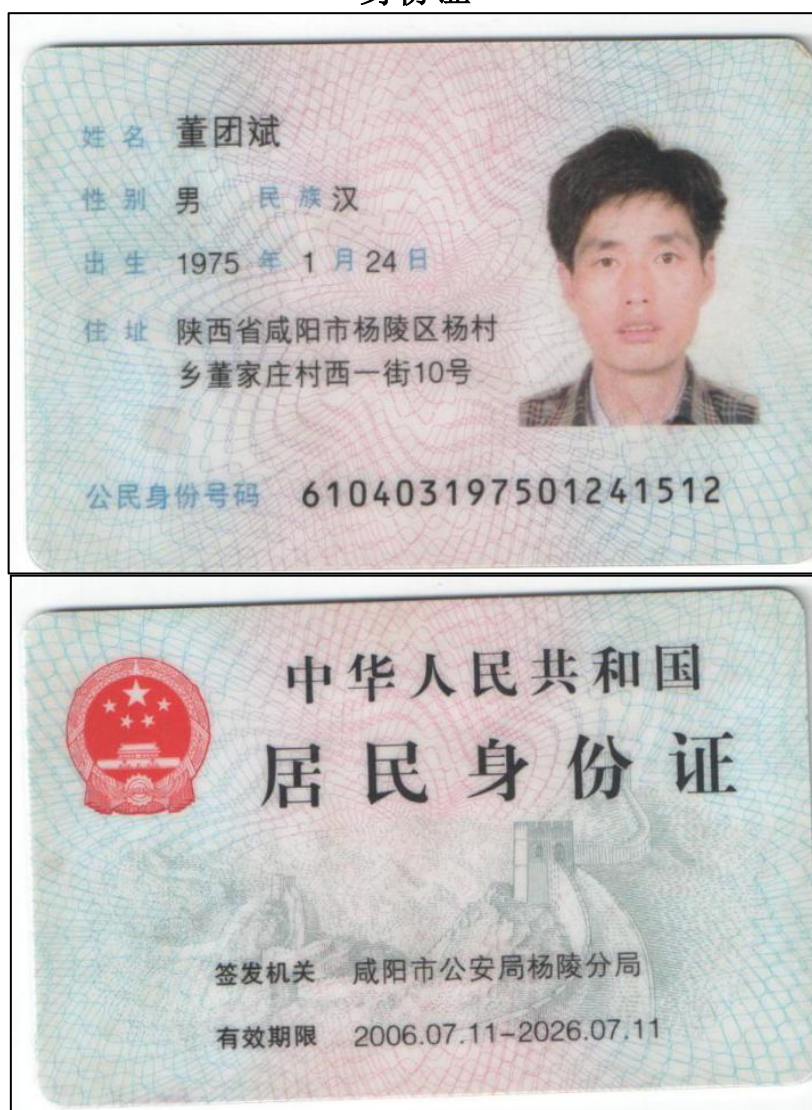 身份证
姓名 董团斌
性别 男 民族 汉
出生 1975 年 1 月 24 日
住址 陕西省咸阳市杨陵区杨村
乡董家庄村西一街10号
公民身份号码 610403197501241512
中华人民共和国
居民身份证
签发机关 咸阳市公安局杨陵分局
有效期限 2006.07.11-2026.07.11